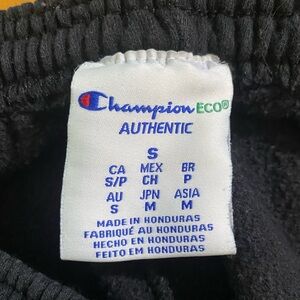 Champion ECO®
AUTHENTIC
S
CA MEX BR
S/P CH P
AU JPN ASIA
S M M
MADE IN HONDURAS
FABRIQUÉ AU HONDURAS
HECHO EN HONDURAS
FEITO EM HONDURAS